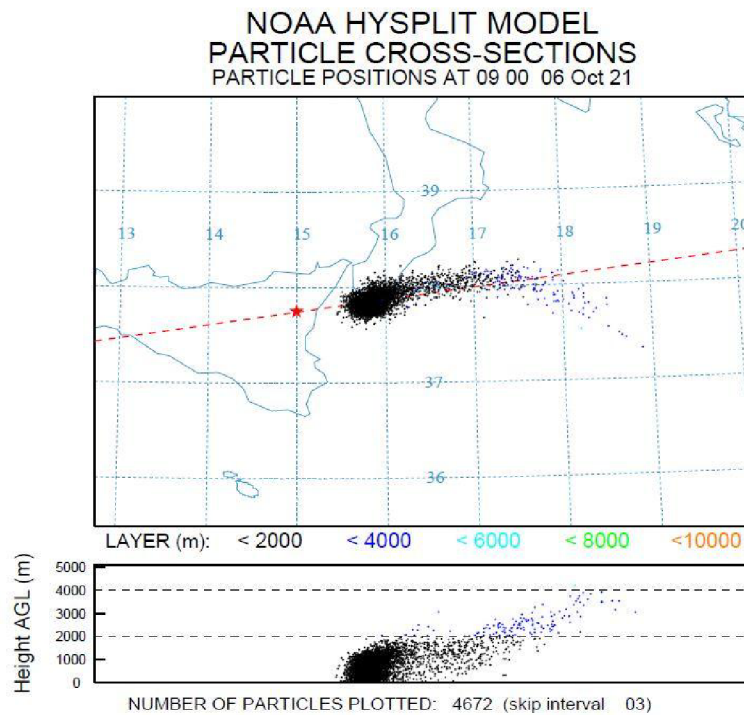 NOAA HYSPLIT MODEL
PARTICLE CROSS-SECTIONS
PARTICLE POSITIONS AT 09 00 06 Oct 21
39
13 14 15 16 17 18 19 20
37
36
LAYER (m): < 2000 < 4000 < 6000 < 8000 <10000
Height AGL (m)
5000
4000
3000
2000
1000
0
NUMBER OF PARTICLES PLOTTED: 4672 (skip interval 03)